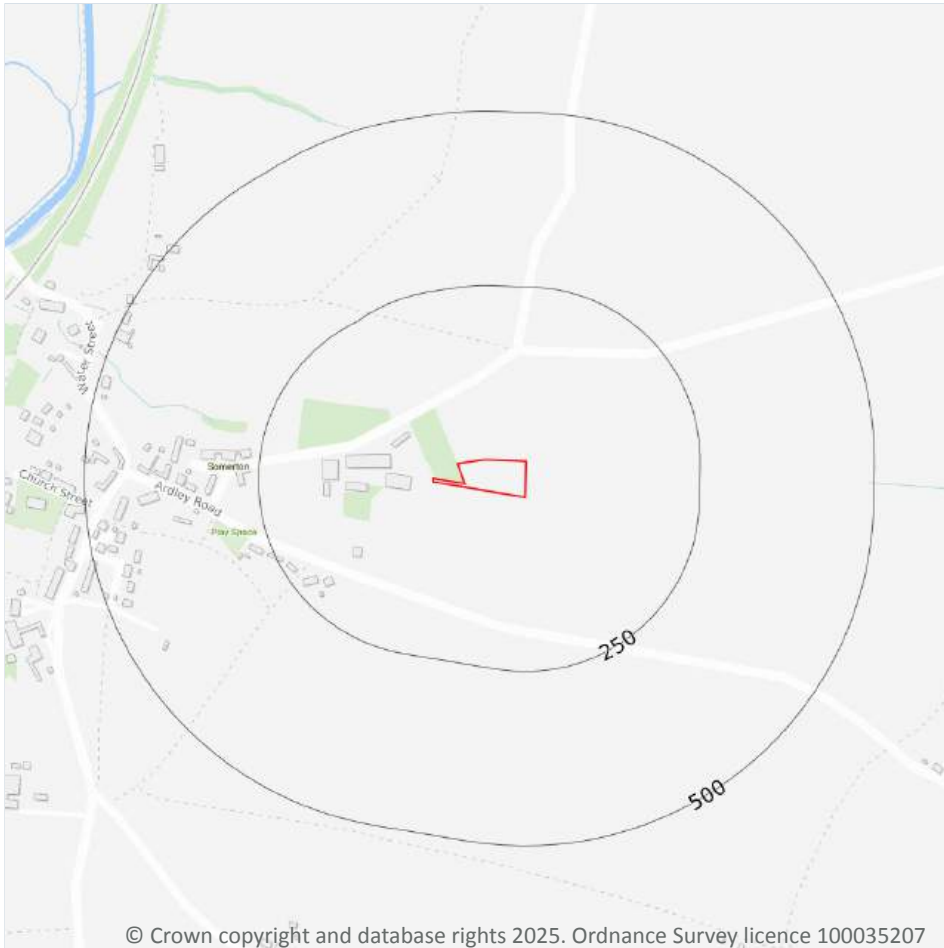 Water Street
Somerton
Church Street
Ardley Road
Play Space
250
500
© Crown copyright and database rights 2025. Ordnance Survey licence 100035207